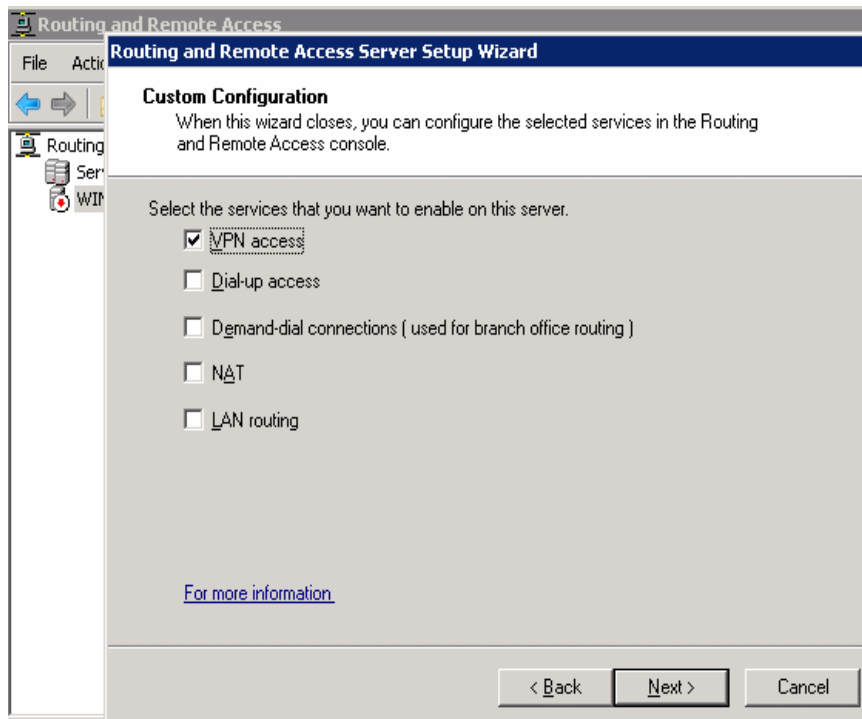 Routing and Remote Access
File
Routing and Remote Access Server Setup Wizard
Custom Configuration
When this wizard closes, you can configure the selected services in the Routing
and Remote Access console.
Routing
Select the services that you want to enable on this server.
VPN access
Dial-up access
Demand-dial connections ( used for branch office routing )
NAT
LAN routing
For more information
< Back
Next >
Cancel